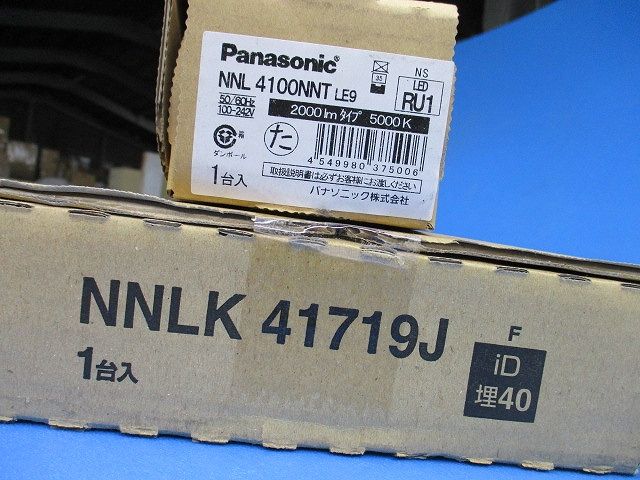 Panasonic
NNL 4100NNT LE9
50/60Hz
100-242V
35
NS
LED
RU1
2000 lm タイプ 5000K
た
箱
ダンボール
4 549980 375006
1台入
取扱説明書は必ずお客様にお渡しください
パナソニック株式会社
NNLK 41719J
1台入
F
iD
埋40